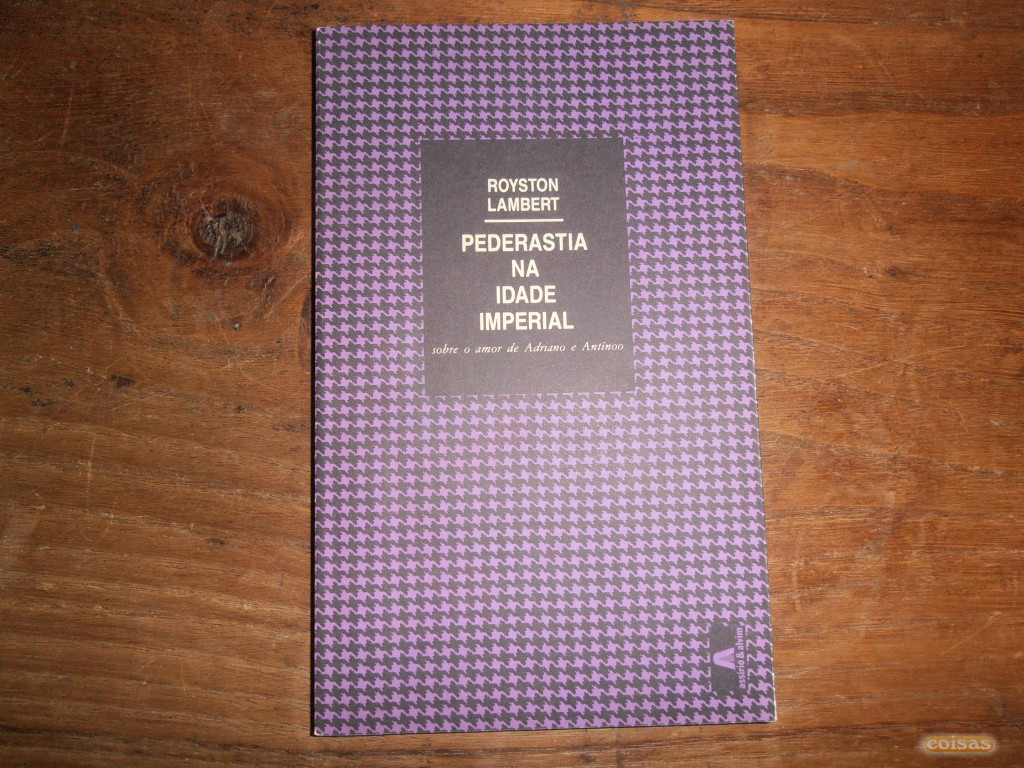 ROYSTON
LAMBERT
PEDERASTIA
NA
IDADE
IMPERIAL
sobre o amor de Adriano e Antínoo
assírio & alvim
coisas